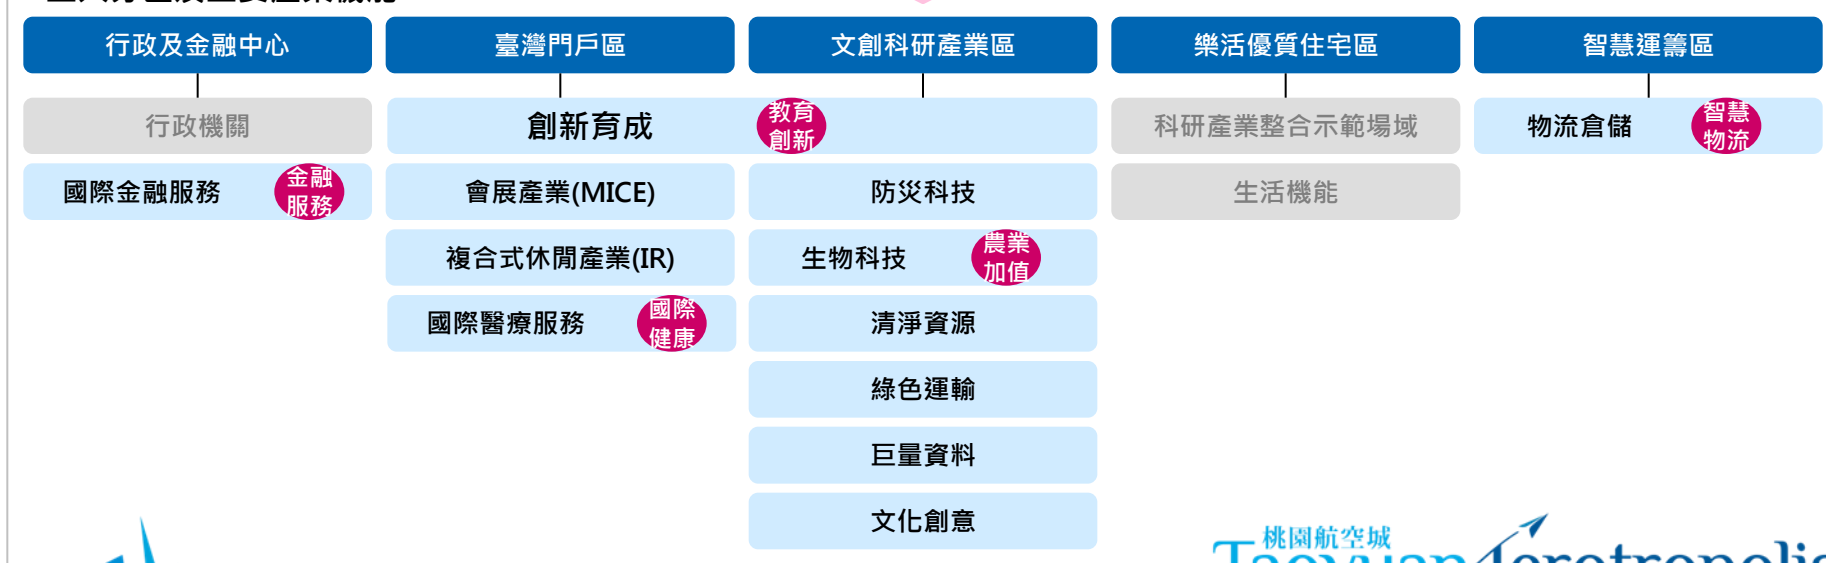 行政及金融中心
臺灣門戶區
文創科研產業區
樂活優質住宅區
智慧運籌區
行政機關
創新育成
教育
創新
科研產業整合示範場域
物流倉儲
智慧
物流
國際金融服務
金融
服務
會展產業(MICE)
防災科技
生活機能
複合式休閒產業(IR)
生物科技
農業
加值
國際醫療服務
國際
健康
清淨資源
綠色運輸
巨量資料
文化創意
桃園航空城